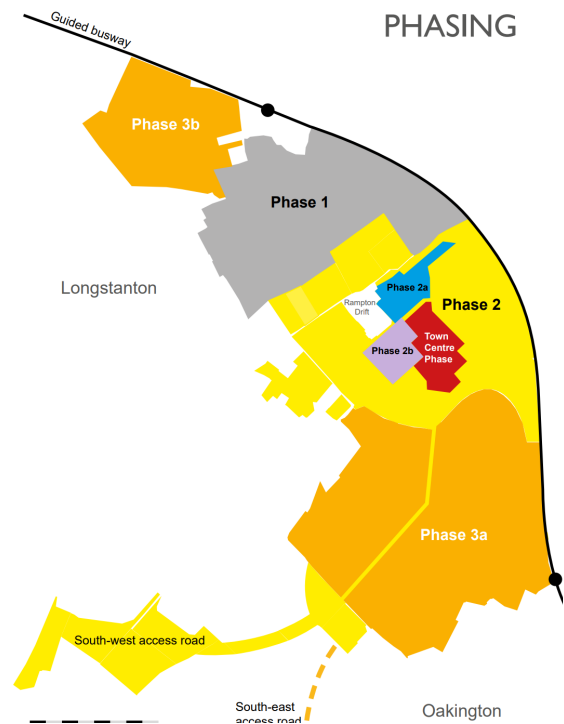 PHASING
Guided busway
Phase 3b
Phase 1
Longstanton
Phase 2a
Rampton
Drift
Phase 2
Town
Centre
Phase
Phase 2b
Phase 3a
South-west access road
South-east
access road
Oakington